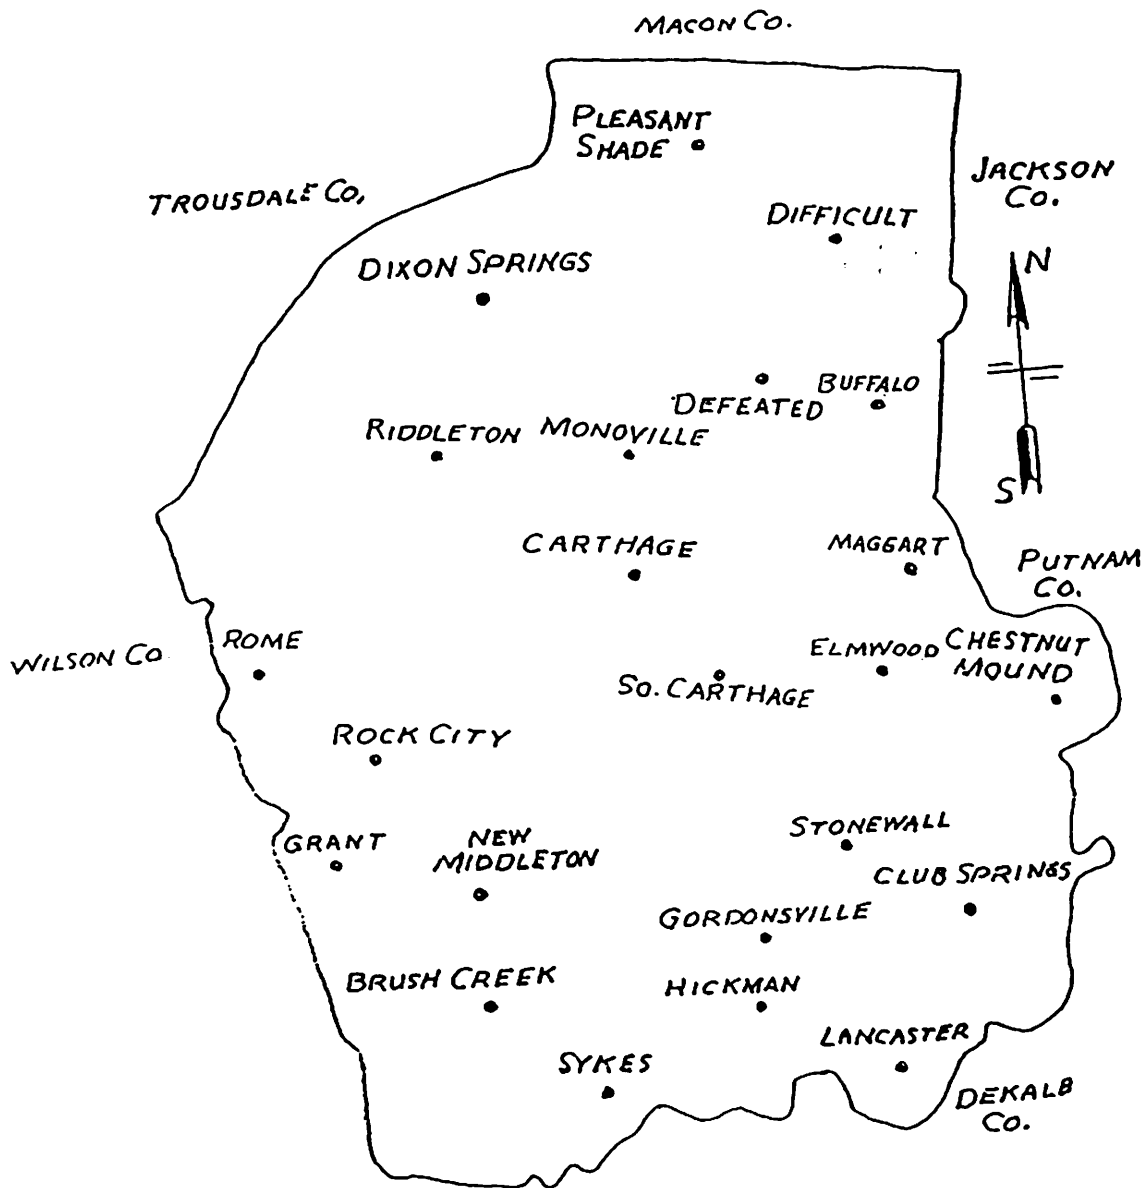 MACON CO.
PLEASANT
SHADE
JACKSON
CO.
TROUSDALE CO,
DIFFICULT
DIXON SPRINGS
N
DEFEATED
BUFFALO
RIDDLETON
MONOVILLE
S
CARTHAGE
MAGGART
PUTNAM
CO.
WILSON CO
ROME
SO. CARTHAGE
ELMWOOD
CHESTNUT
MOUND
ROCK CITY
GRANT
NEW
MIDDLETON
STONEWALL
CLUB SPRINGS
GORDONSVILLE
BRUSH CREEK
HICKMAN
LANCASTER
SYKES
DEKALB
CO.